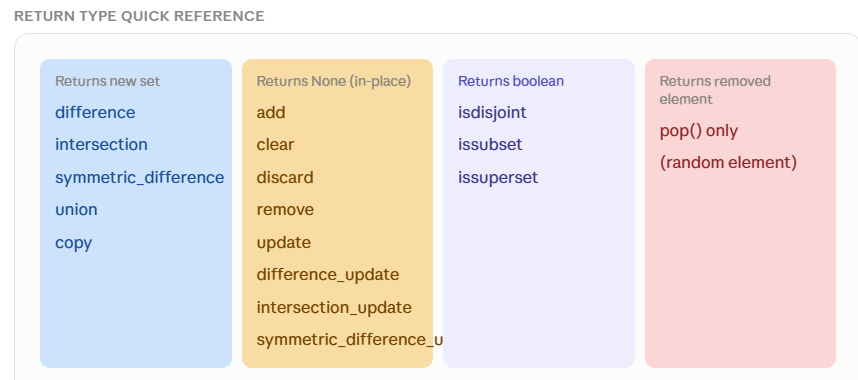 RETURN TYPE QUICK REFERENCE
Returns new set
difference
intersection
symmetric_difference
union
copy
Returns None (in-place)
add
clear
discard
remove
update
difference_update
intersection_update
symmetric_difference_u
Returns boolean
isdisjoint
issubset
issuperset
Returns removed
element
pop() only
(random element)